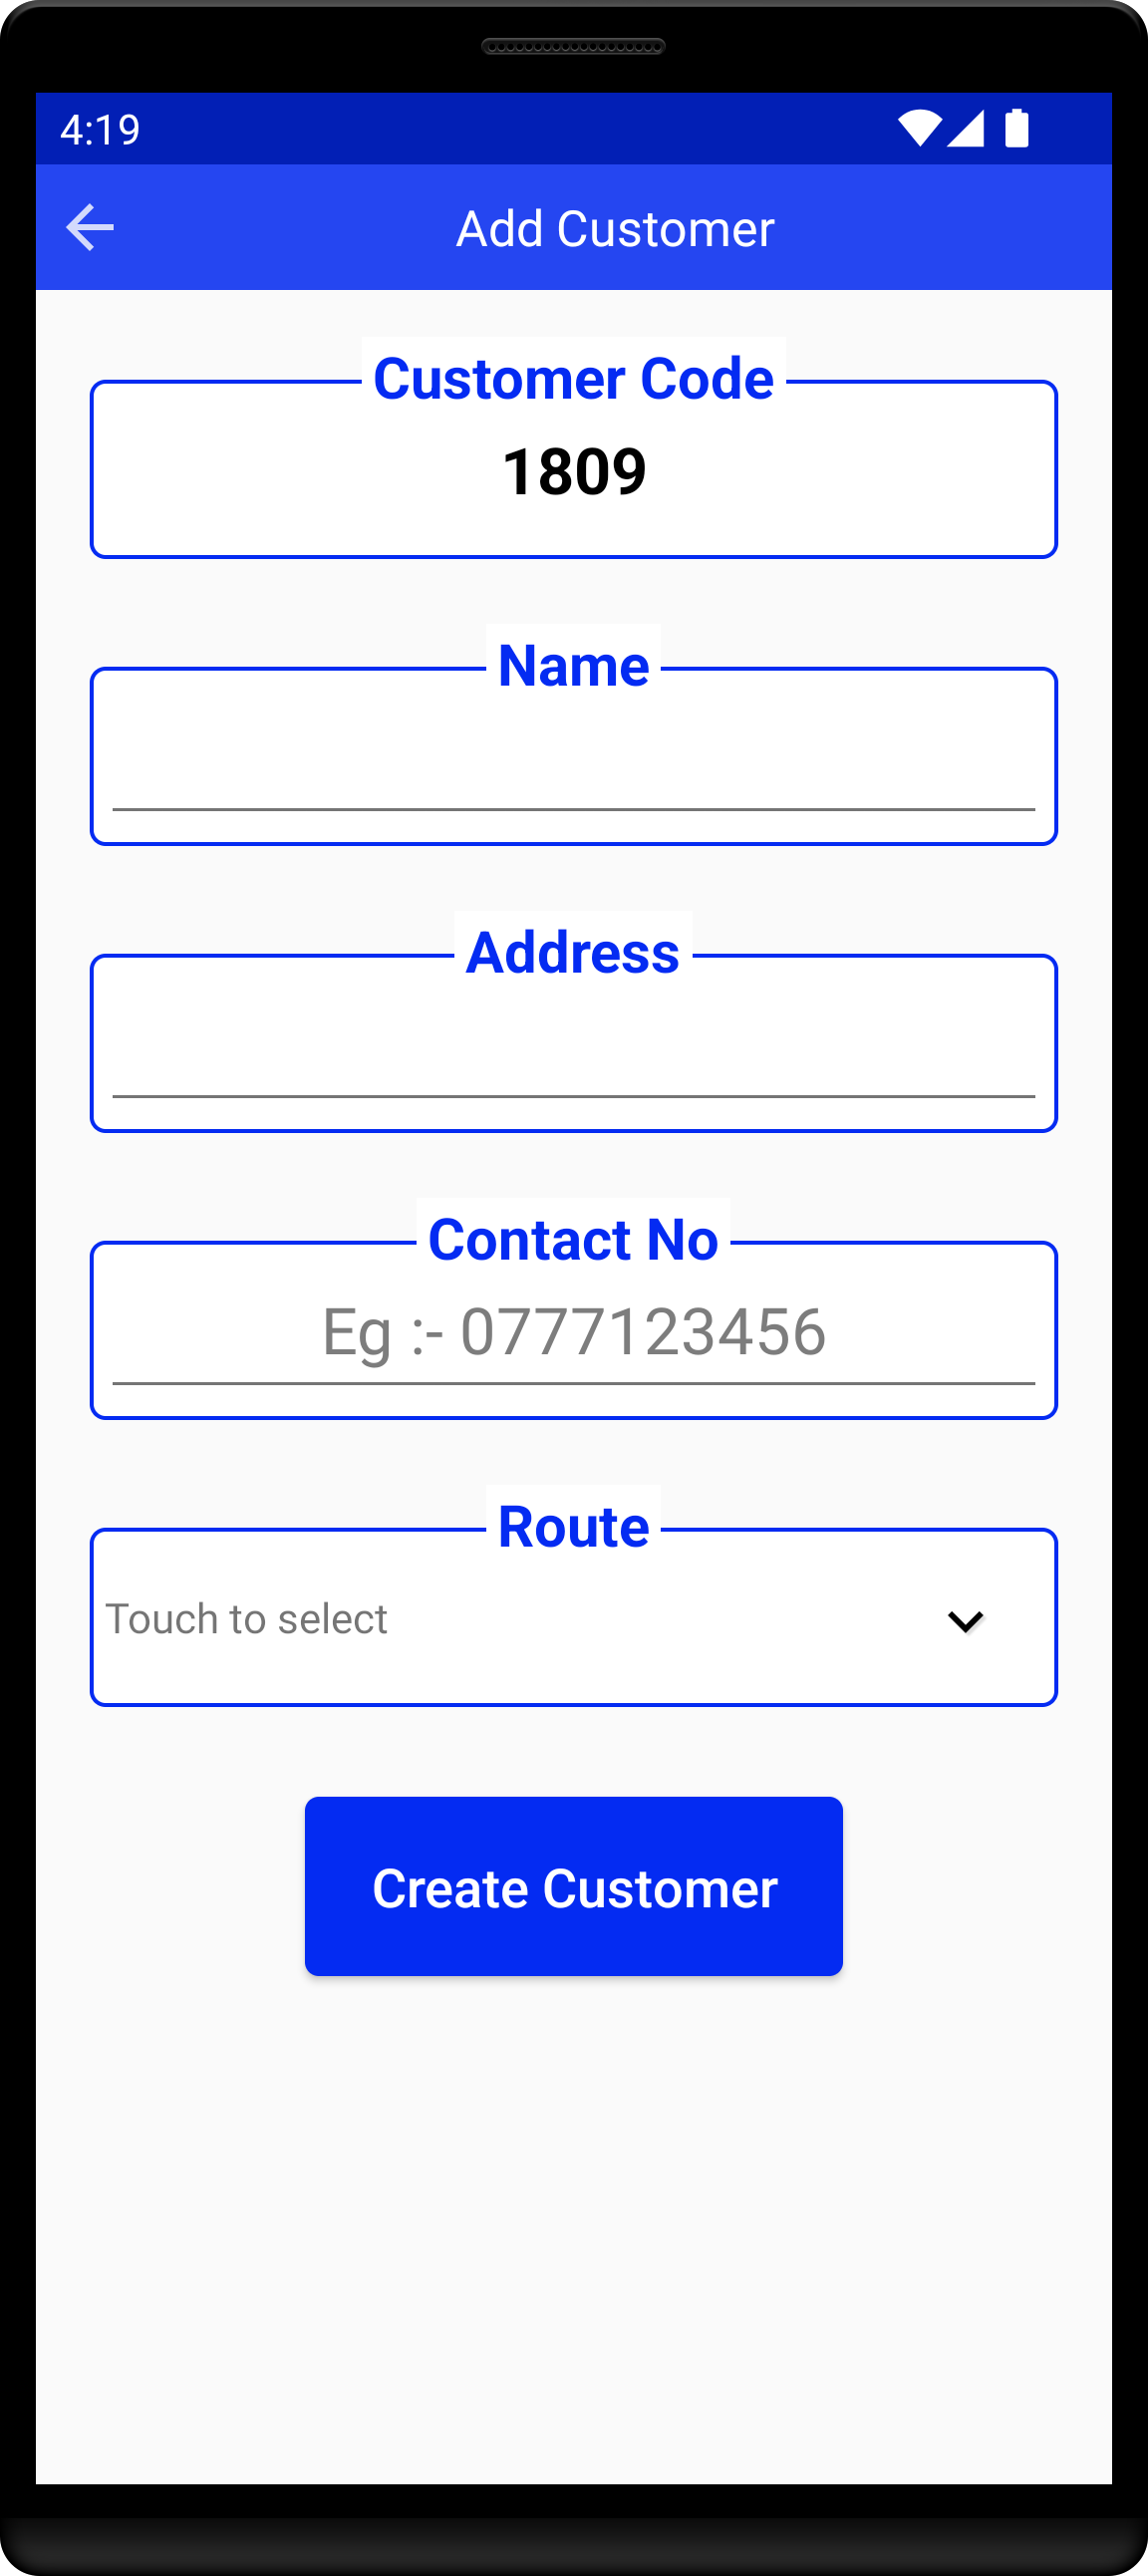 4:19
Add Customer
Customer Code
1809
Name
Address
Contact No
Eg :- 0777123456
Route
Touch to select
Create Customer